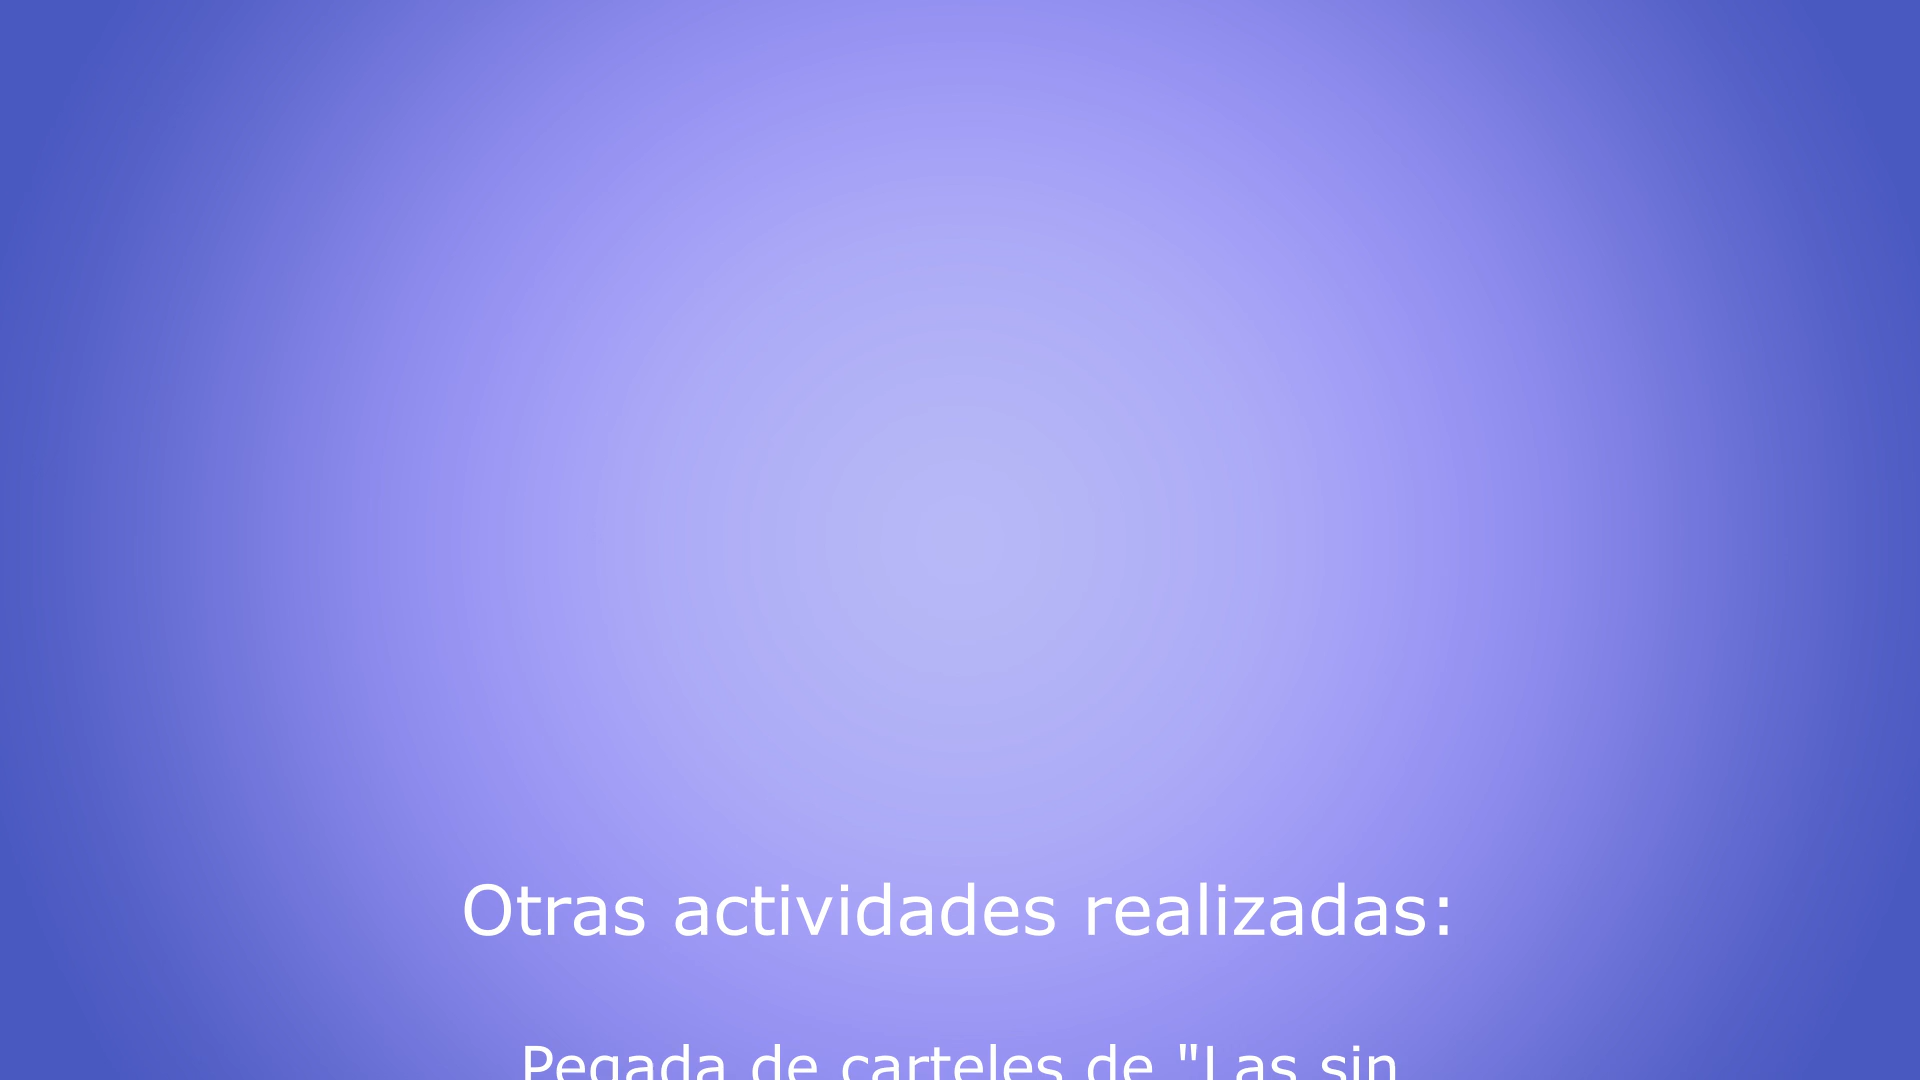 Otras actividades realizadas:
Pegada de carteles de "Las sin